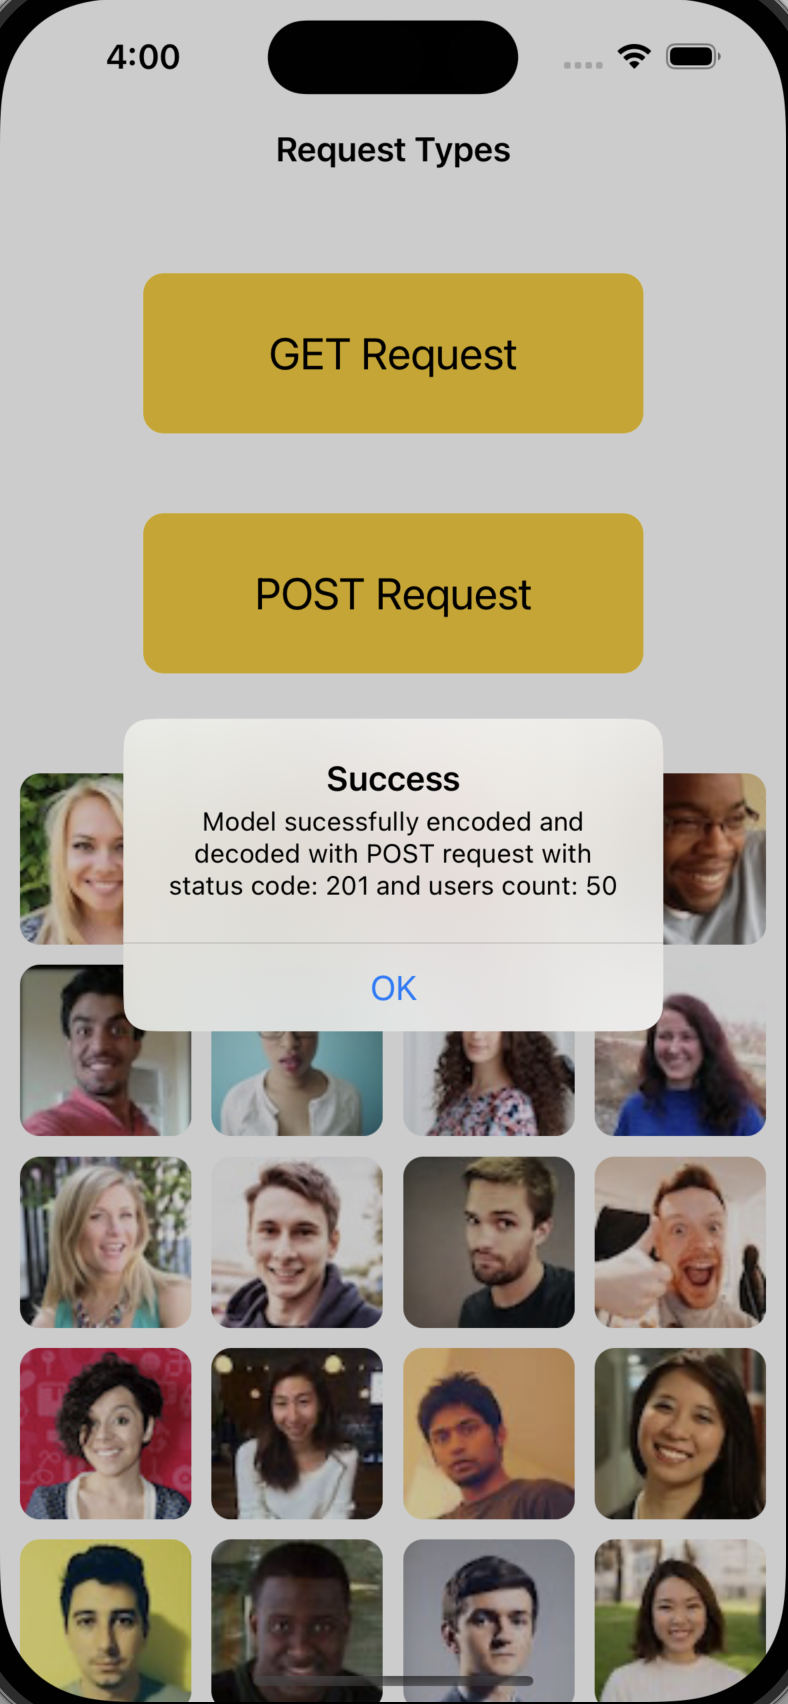 4:00
Request Types
GET Request
POST Request
Success
Model sucessfully encoded and
decoded with POST request with
status code: 201 and users count: 50
OK